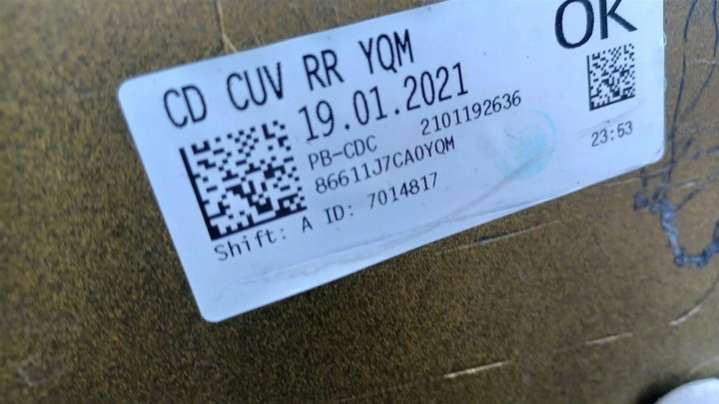 OK
CD CUV RR YQM
19.01.2021
PB-CDC 2101192636
86611J7CA0YQM
23:53
Shift: A ID: 7014817